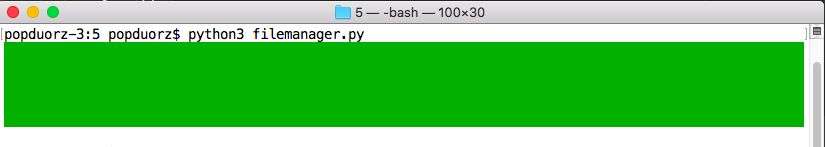 5 — -bash — 100×30
popduorz-3:5 popduorz$ python3 filemanager.py